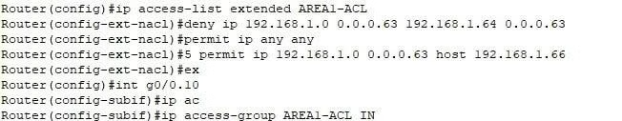 Router(config)#ip access-list extended AREA1-ACL
Router(config-ext-nacl)#deny ip 192.168.1.0 0.0.0.63 192.168.1.64 0.0.0.63
Router(config-ext-nacl)#permit ip any any
Router(config-ext-nacl)#5 permit ip 192.168.1.0 0.0.0.63 host 192.168.1.66
Router(config-ext-nacl)#ex
Router(config)#int g0/0.10
Router(config-subif)#ip ac
Router(config-subif)#ip access-group AREA1-ACL IN